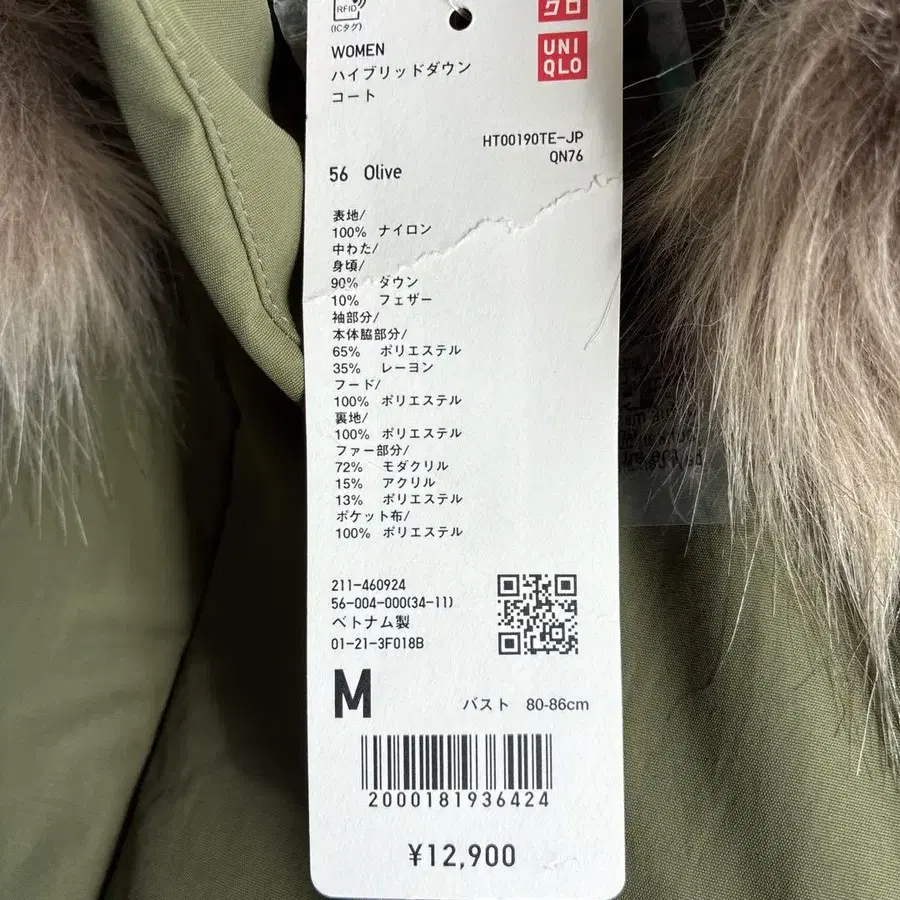 RFID
(ICタグ)
クロ
WOMEN
ハイブリッドダウン
コート
UNI
QLO
HT00190TE-JP
QN76
56 Olive
表地/
100% ナイロン
中わた/
身頃/
90% ダウン
10% フェザー
袖部分/
本体脇部分/
65% ポリエステル
35% レーヨン
フード/
100% ポリエステル
裏地/
100% ポリエステル
ファー部分/
72% モダクリル
15% アクリル
13% ポリエステル
ポケット布/
100% ポリエステル
211-460924
56-004-000(34-11)
ベトナム製
01-21-3F018B
M
バスト 80-86cm
2000181936424
¥12,900